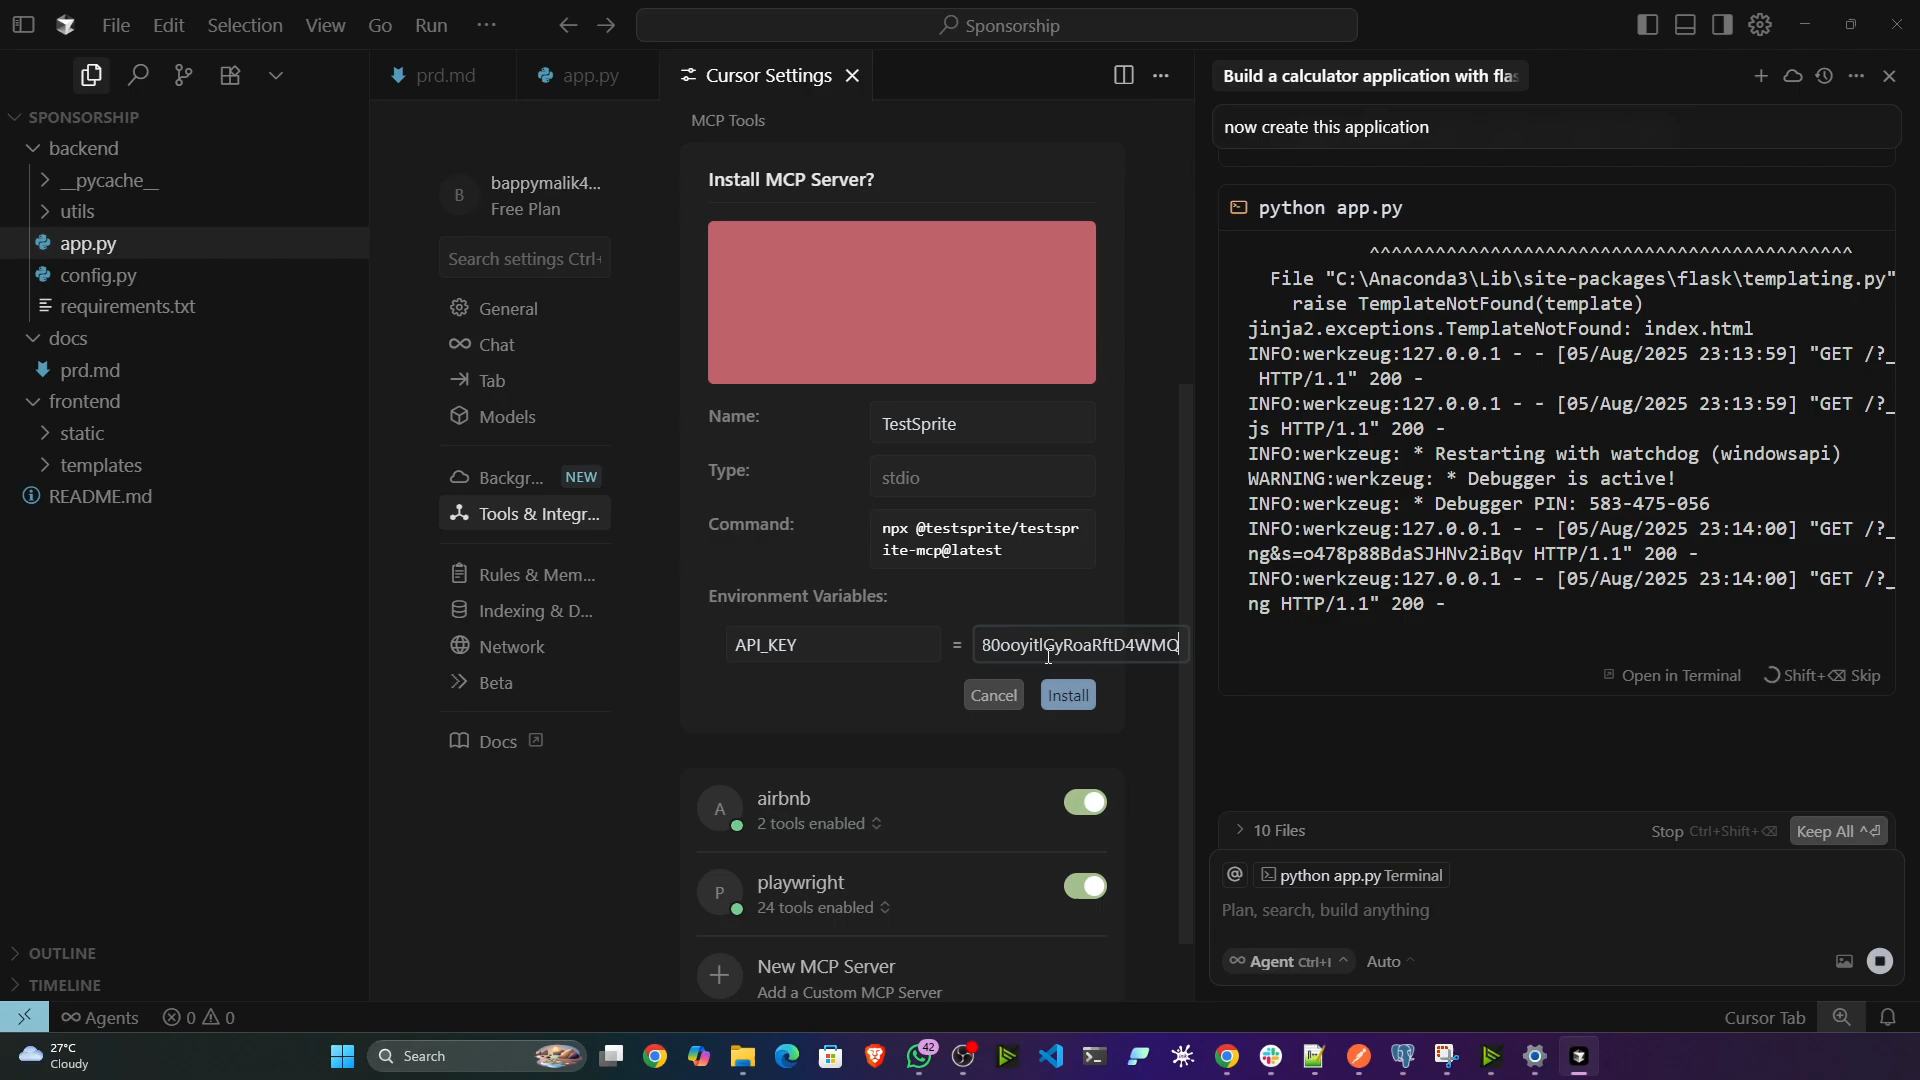 File Edit Selection View Go Run ···
Sponsorship
SPONSORSHIP
backend
__pycache__
utils
app.py
config.py
requirements.txt
docs
prd.md
frontend
static
templates
README.md
OUTLINE
TIMELINE
prd.md
app.py
Cursor Settings
B
bappymalik4...
Free Plan
Search settings Ctrl+
General
Chat
Tab
Models
Backgr... NEW
Tools & Integr...
Rules & Mem...
Indexing & D...
Network
Beta
Docs
MCP Tools
Install MCP Server?
Name: TestSprite
Type: stdio
Command: npx @testsprite/testspr
ite-mcp@latest
Environment Variables:
API_KEY = 80ooyitlGyRoaRftD4WMQ
Cancel Install
A
airbnb
2 tools enabled
P
playwright
24 tools enabled
New MCP Server
Add a Custom MCP Server
Build a calculator application with flas
now create this application
python app.py
^^^^^^^^^^^^^^^^^^^^^^^^^^^^^^^^^^^^^^^^^^^^
File "C:\Anaconda3\Lib\site-packages\flask\templating.py"
raise TemplateNotFound(template)
jinja2.exceptions.TemplateNotFound: index.html
INFO:werkzeug:127.0.0.1 - - [05/Aug/2025 23:13:59] "GET /?_
HTTP/1.1" 200 -
INFO:werkzeug:127.0.0.1 - - [05/Aug/2025 23:13:59] "GET /?_
js HTTP/1.1" 200 -
INFO:werkzeug: * Restarting with watchdog (windowsapi)
WARNING:werkzeug: * Debugger is active!
INFO:werkzeug: * Debugger PIN: 583-475-056
INFO:werkzeug:127.0.0.1 - - [05/Aug/2025 23:14:00] "GET /?_
ng&s=o478p88BdaSJHNv2iBqv HTTP/1.1" 200 -
INFO:werkzeug:127.0.0.1 - - [05/Aug/2025 23:14:00] "GET /?_
ng HTTP/1.1" 200 -
Open in Terminal Shift+⌫ Skip
10 Files Stop Ctrl+Shift+⌫ Keep All ^⏎
@ python app.py Terminal
Plan, search, build anything
∞ Agent Ctrl+I Auto
Agents 0 0
Cursor Tab
27°C
Cloudy
Search
42